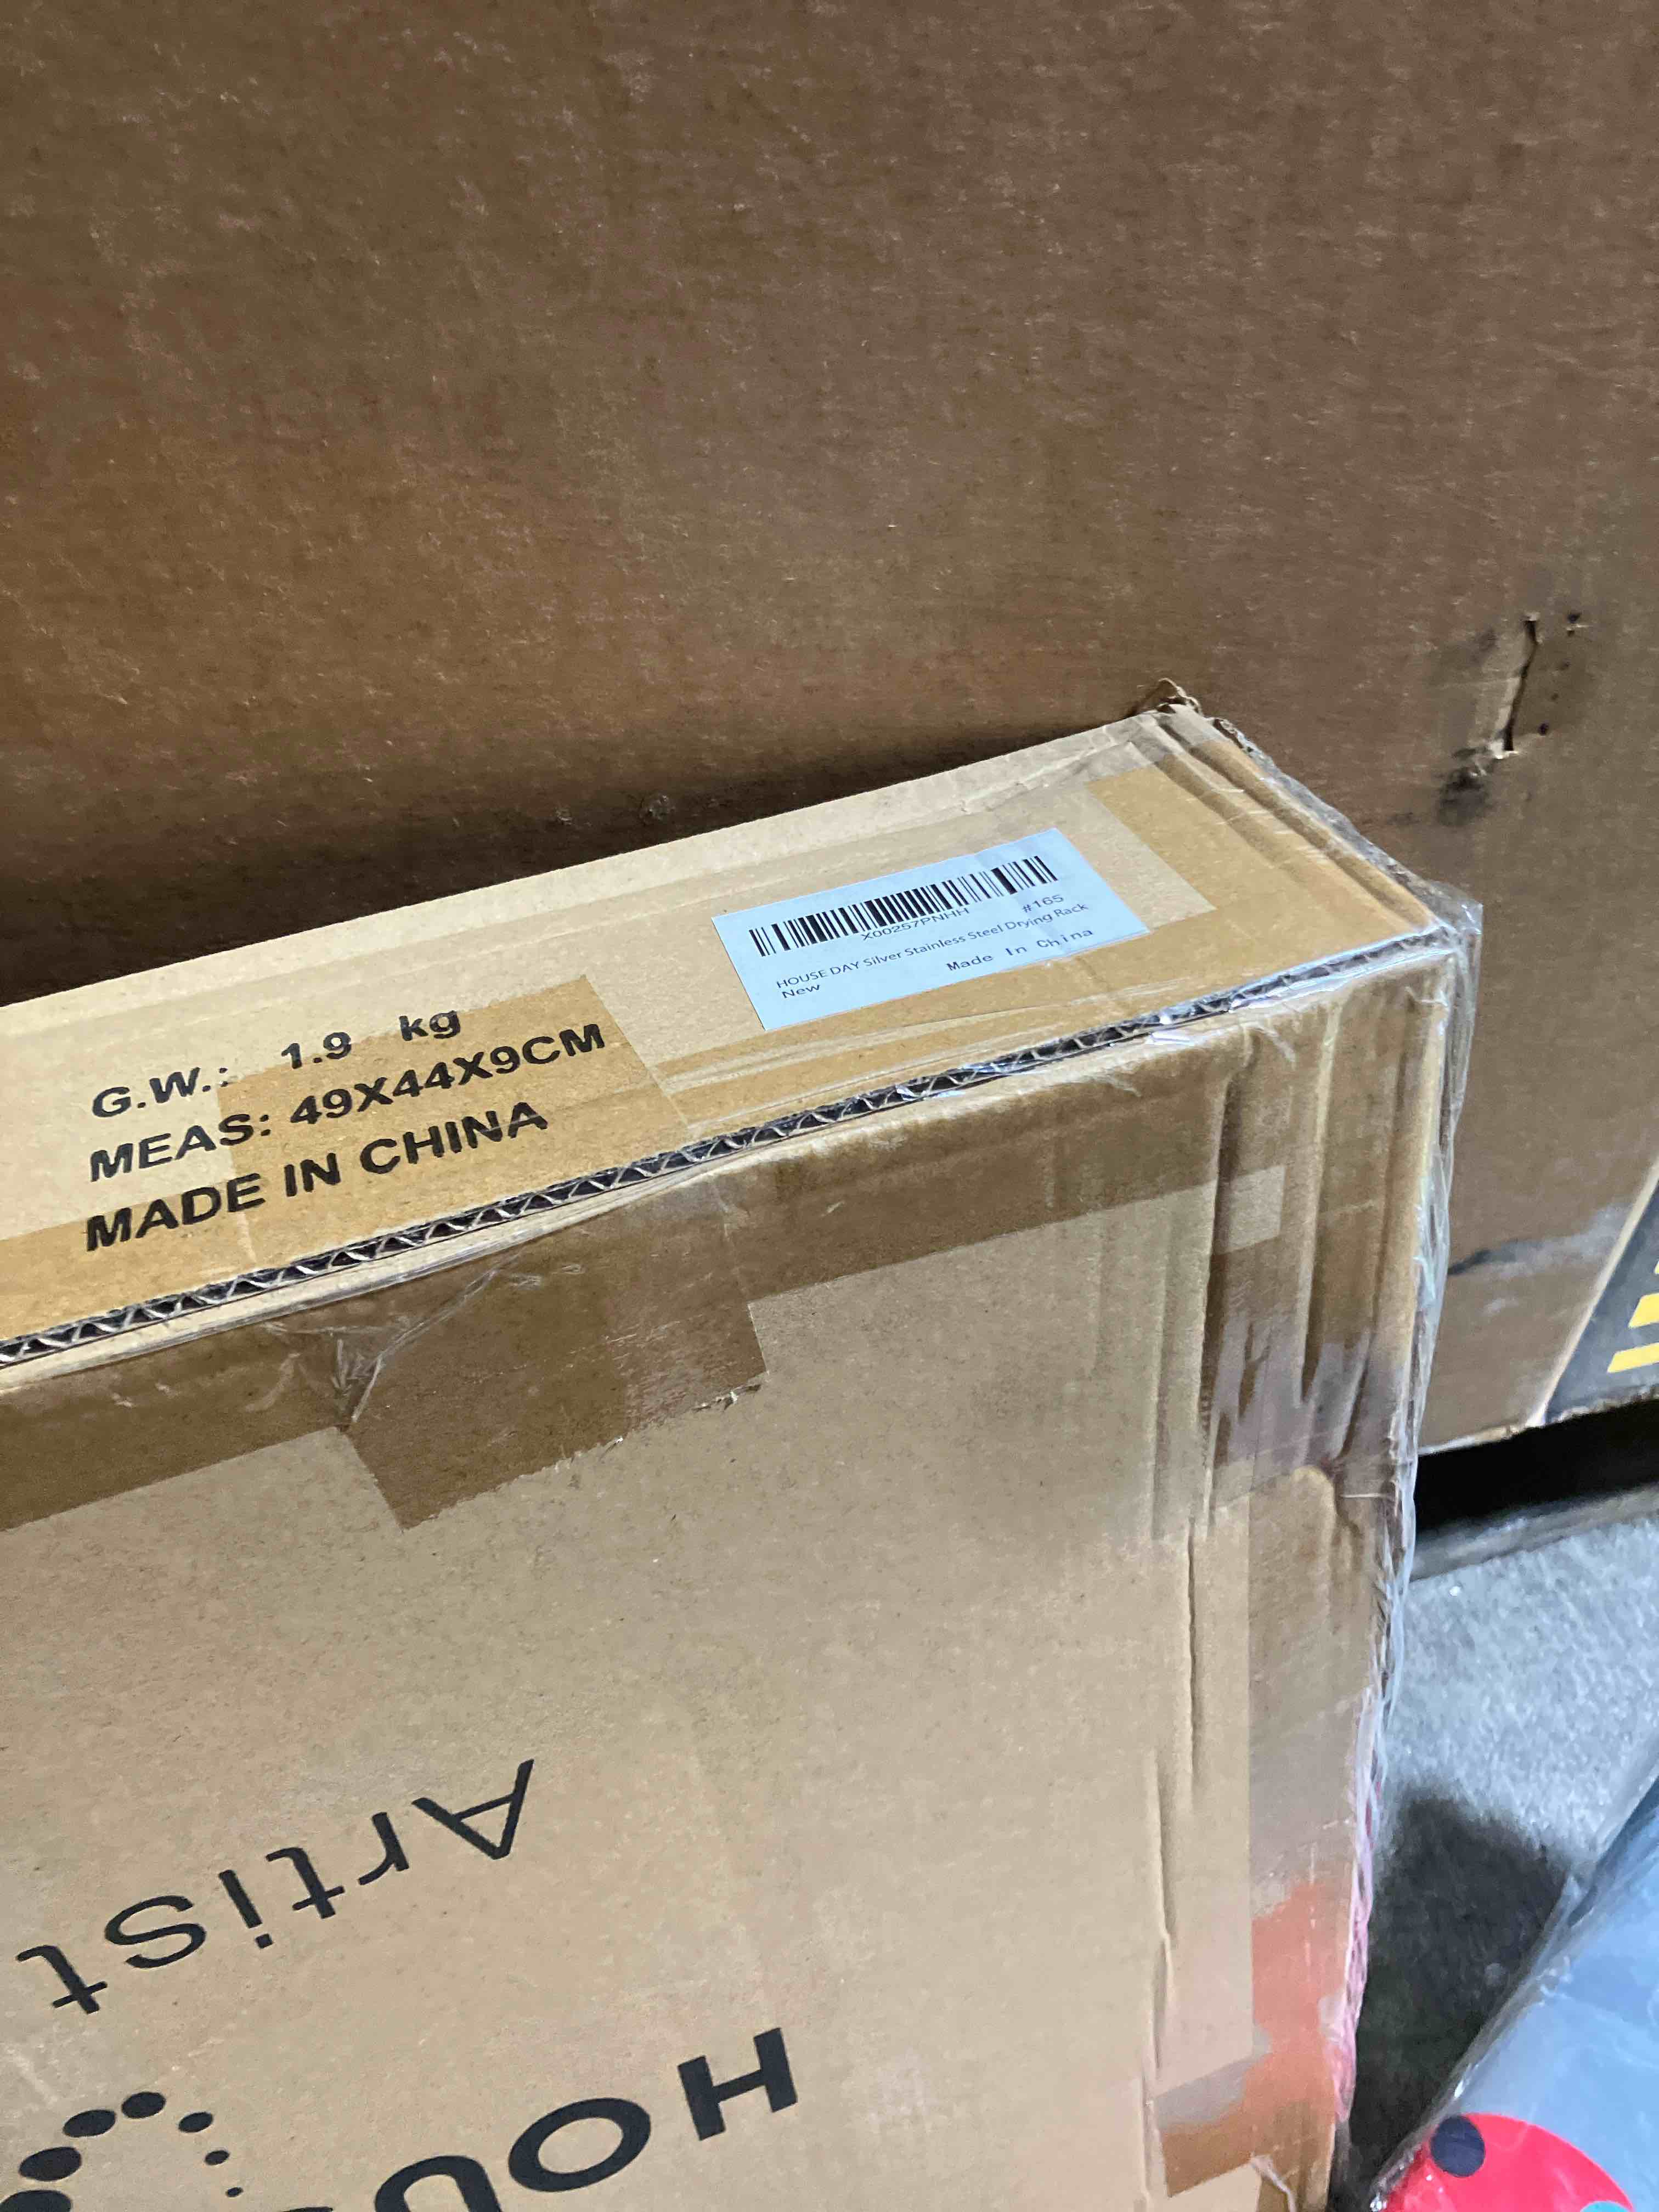 X00257PNHH #165
HOUSE DAY Silver Stainless Steel Drying Rack
New Made In China
G.W.: 1.9 kg
MEAS: 49X44X9CM
MADE IN CHINA
Artist
HOU